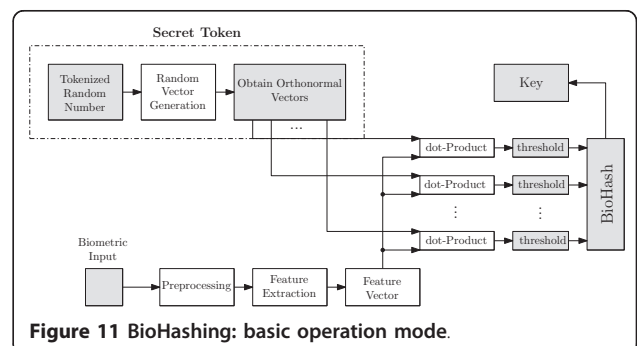 Secret Token
Tokenized
Random
Number
Random
Vector
Generation
Obtain Orthonormal
Vectors
...
Key
dot-Product
threshold
dot-Product
threshold
⋮
⋮
dot-Product
threshold
BioHash
Biometric
Input
Preprocessing
Feature
Extraction
Feature
Vector
Figure 11 BioHashing: basic operation mode.